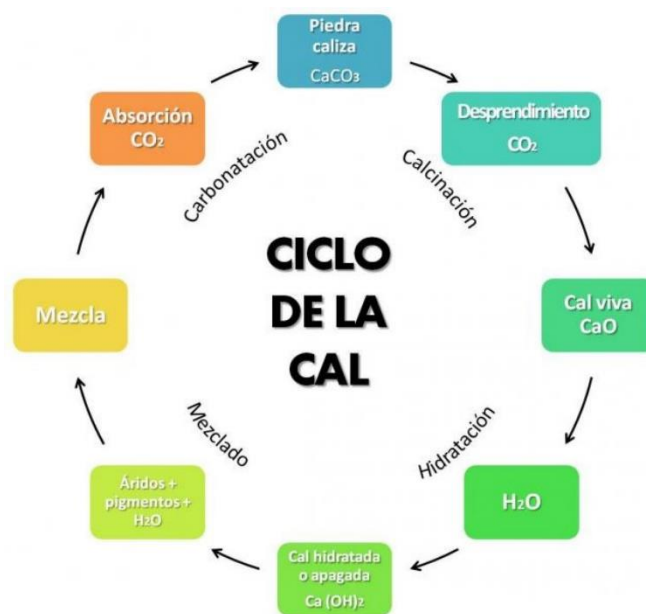 Piedra
caliza
CaCO₃
Desprendimiento
CO₂
Calcinación
Cal viva
CaO
Hidratación
H₂O
Cal hidratada
o apagada
Ca (OH)₂
Áridos +
pigmentos +
H₂O
Mezclado
Mezcla
Absorción
CO₂
Carbonatación
CICLO
DE LA
CAL